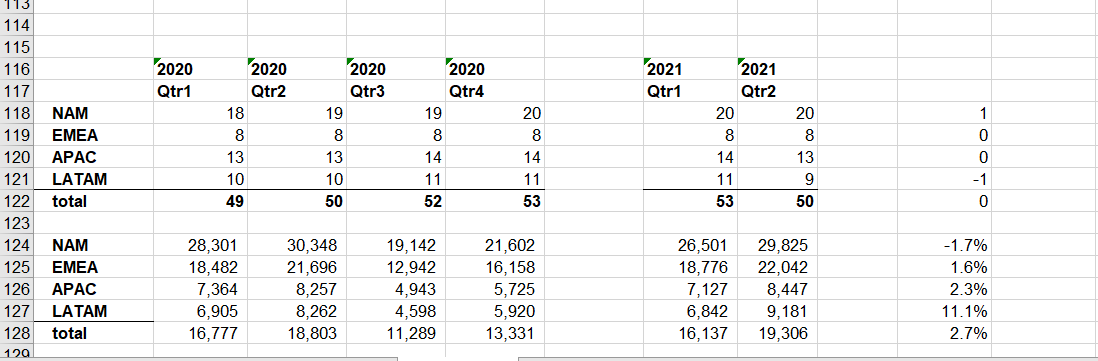 113
114
115
116 2020 2020 2020 2020 2021 2021
117 Qtr1 Qtr2 Qtr3 Qtr4 Qtr1 Qtr2
118 NAM 18 19 19 20 20 20 1
119 EMEA 8 8 8 8 8 8 0
120 APAC 13 13 14 14 14 13 0
121 LATAM 10 10 11 11 11 9 -1
122 total 49 50 52 53 53 50 0
123
124 NAM 28,301 30,348 19,142 21,602 26,501 29,825 -1.7%
125 EMEA 18,482 21,696 12,942 16,158 18,776 22,042 1.6%
126 APAC 7,364 8,257 4,943 5,725 7,127 8,447 2.3%
127 LATAM 6,905 8,262 4,598 5,920 6,842 9,181 11.1%
128 total 16,777 18,803 11,289 13,331 16,137 19,306 2.7%
129